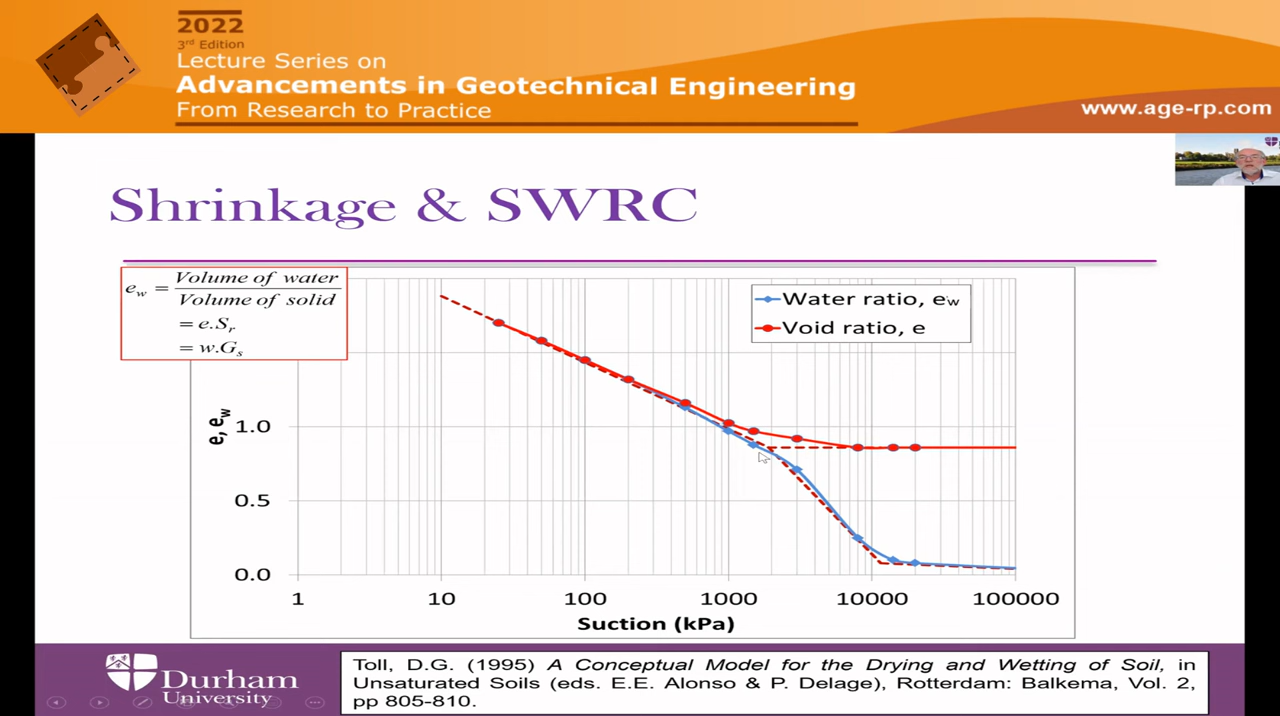 2022
3rd Edition
Lecture Series on
Advancements in Geotechnical Engineering
From Research to Practice
www.age-rp.com
Shrinkage & SWRC
e_w = Volume of water / Volume of solid
= e.S_r
= w.G_s
Water ratio, ew
Void ratio, e
e, e_w
1.0
0.5
0.0
1 10 100 1000 10000 100000
Suction (kPa)
Durham
University
Toll, D.G. (1995) A Conceptual Model for the Drying and Wetting of Soil, in
Unsaturated Soils (eds. E.E. Alonso & P. Delage), Rotterdam: Balkema, Vol. 2,
pp 805-810.